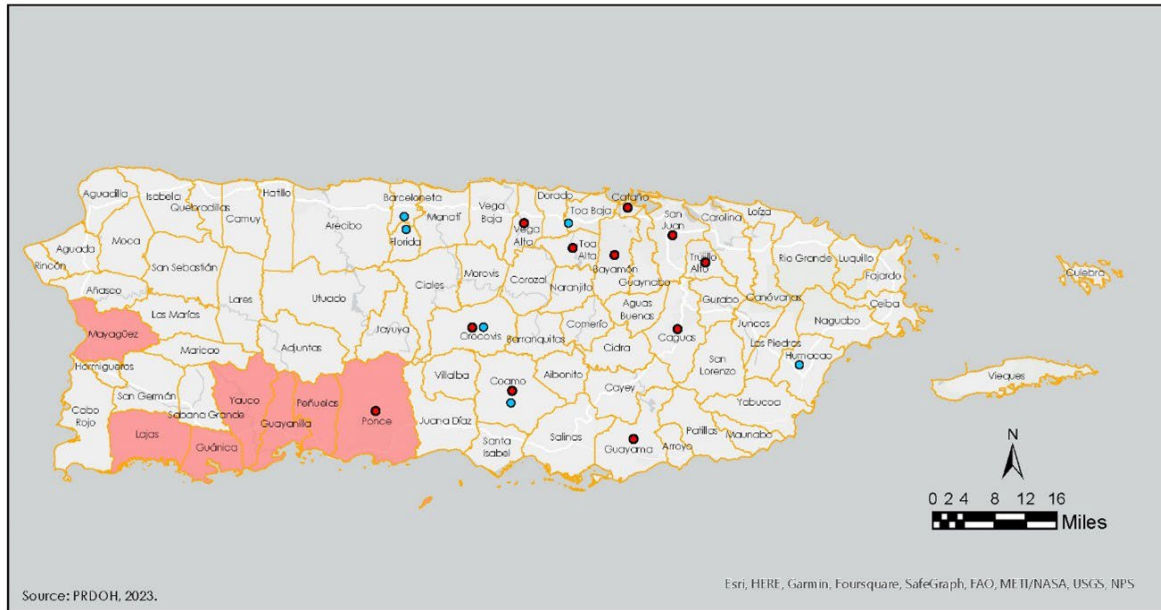 Aguadilla
Isabela
Quebradillas
Camuy
Hatillo
Arecibo
Barceloneta
Florida
Manatí
Vega
Baja
Vega
Alta
Dorado
Toa Baja
Toa
Alta
Cataño
Bayamón
Guaynabo
San
Juan
Trujillo
Alto
Carolina
Loíza
Canóvanas
Rio Grande
Luquillo
Fajardo
Ceiba
Culebra
Aguada
Rincón
Moca
Añasco
San Sebastián
Lares
Utuado
Ciales
Morovis
Corozal
Naranjito
Aguas
Buenas
Gurabo
Juncos
Naguabo
Las Piedros
Humacao
Vieques
Mayagüez
Las Marías
Maricao
Adjuntas
Jayuya
Orocovis
Barranquitas
Comerío
Cidra
Caguas
San
Lorenzo
Yabucoa
Hormigueros
San Germán
Sabana Grande
Cabo
Rojo
Yauco
Guayanilla
Peñuelas
Ponce
Villalba
Juana Díaz
Coamo
Aibonito
Cayey
Santa
Isabel
Salinas
Guayama
Arroyo
Patillas
Maunabo
Lajas
Guánica
N
0 2 4 8 12 16
Miles
Source: PRDOH, 2023.
Esri, HERE, Garmin, Foursquare, SafeGraph, FAO, METI/NASA, USGS, NPS